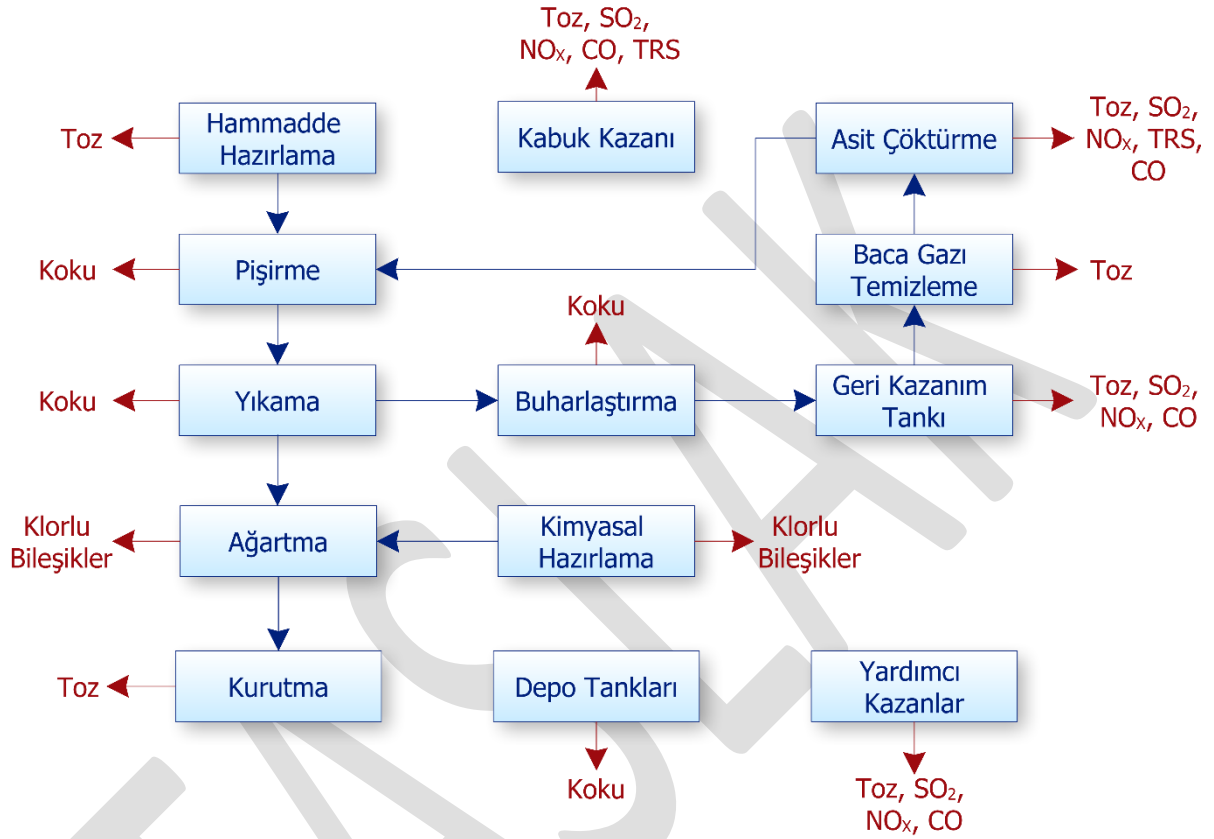 Toz, SO₂,
NOₓ, CO, TRS
Toz
Hammadde
Hazırlama
Kabuk Kazanı
Asit Çöktürme
Toz, SO₂,
NOₓ, TRS,
CO
Koku
Pişirme
Baca Gazı
Temizleme
Toz
Koku
Koku
Yıkama
Buharlaştırma
Geri Kazanım
Tankı
Toz, SO₂,
NOₓ, CO
Klorlu
Bileşikler
Ağartma
Kimyasal
Hazırlama
Klorlu
Bileşikler
Toz
Kurutma
Depo Tankları
Yardımcı
Kazanlar
Koku
Toz, SO₂,
NOₓ, CO
TASLAK